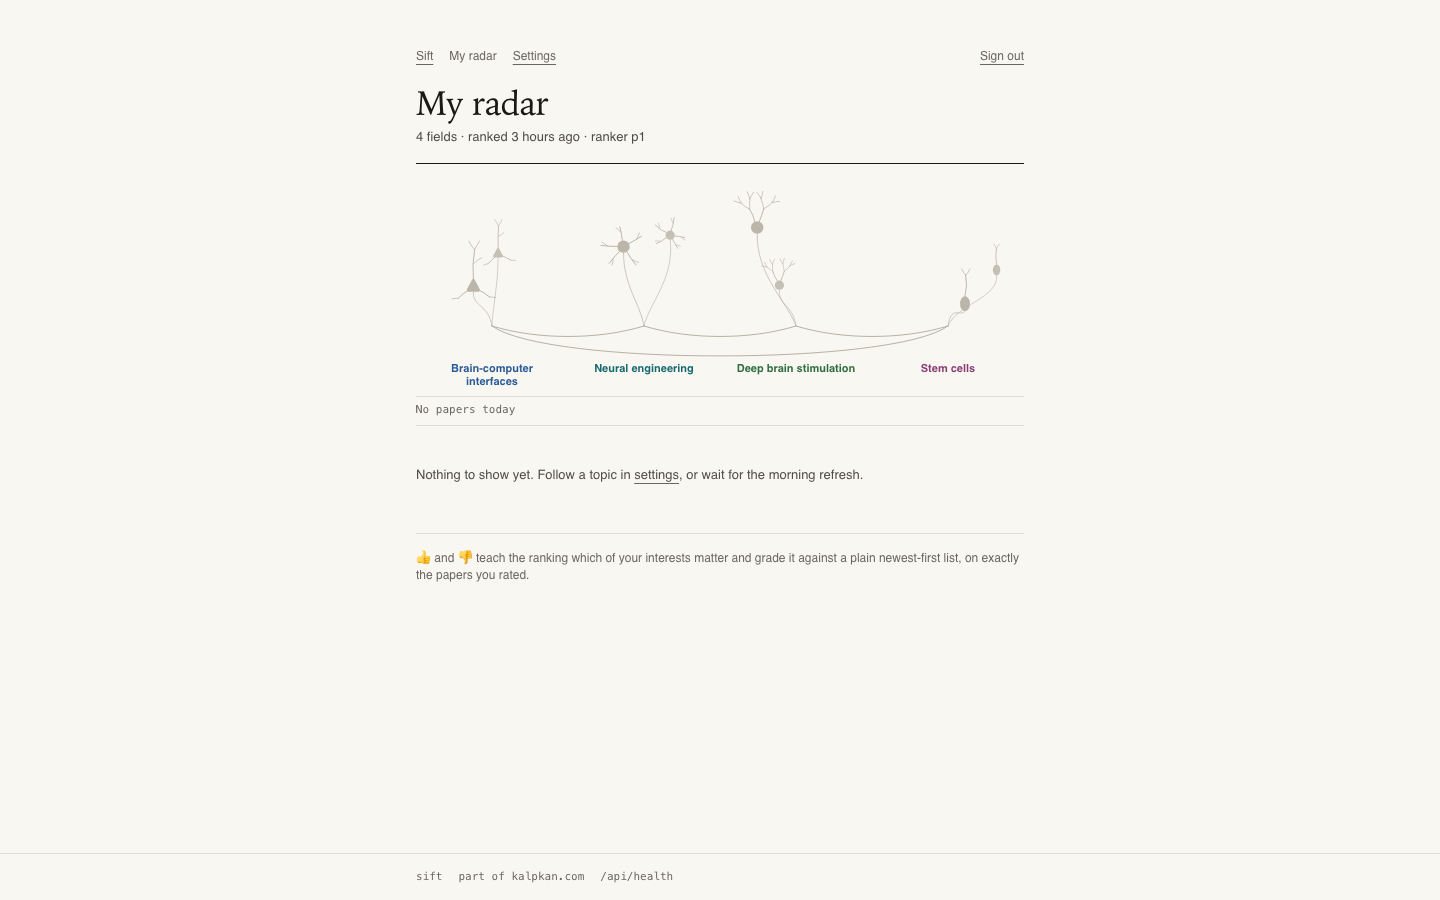 Sift My radar Settings Sign out
My radar
4 fields · ranked 3 hours ago · ranker p1
Brain-computer
interfaces
Neural engineering
Deep brain stimulation
Stem cells
No papers today
Nothing to show yet. Follow a topic in settings, or wait for the morning refresh.
👍 and 👎 teach the ranking which of your interests matter and grade it against a plain newest-first list, on exactly
the papers you rated.
sift part of kalpkan.com /api/health